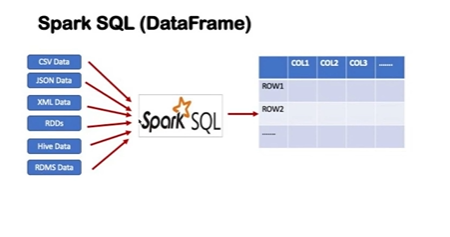 Spark SQL (DataFrame)
CSV Data
JSON Data
XML Data
RDDs
Hive Data
RDMS Data
Spark SQL
COL1 COL2 COL3 ......
ROW1
ROW2
......